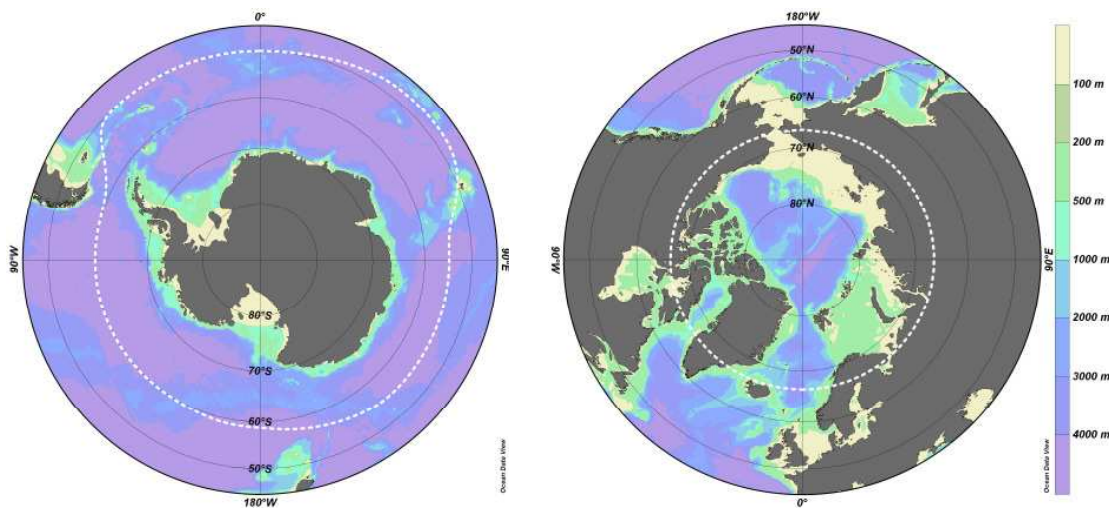 0°
90°W
90°E
80°S
70°S
60°S
50°S
180°W
Ocean Data View
180°W
50°N
60°N
70°N
80°N
90°W
90°E
0°
Ocean Data View
100 m
200 m
500 m
1000 m
2000 m
3000 m
4000 m